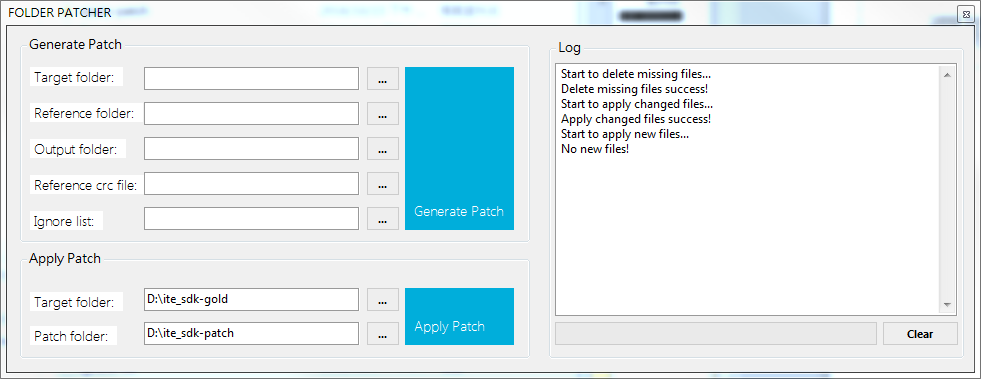 FOLDER PATCHER
Generate Patch
Target folder:
...
Reference folder:
...
Output folder:
...
Reference crc file:
...
Ignore list:
...
Generate Patch
Apply Patch
Target folder:
D:\ite_sdk-gold
...
Patch folder:
D:\ite_sdk-patch
...
Apply Patch
Log
Start to delete missing files...
Delete missing files success!
Start to apply changed files...
Apply changed files success!
Start to apply new files...
No new files!
Clear